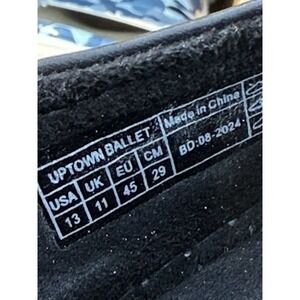 UPTOWN BALLET Made in China
USA UK EU CM BD-08-2024
13 11 45 29